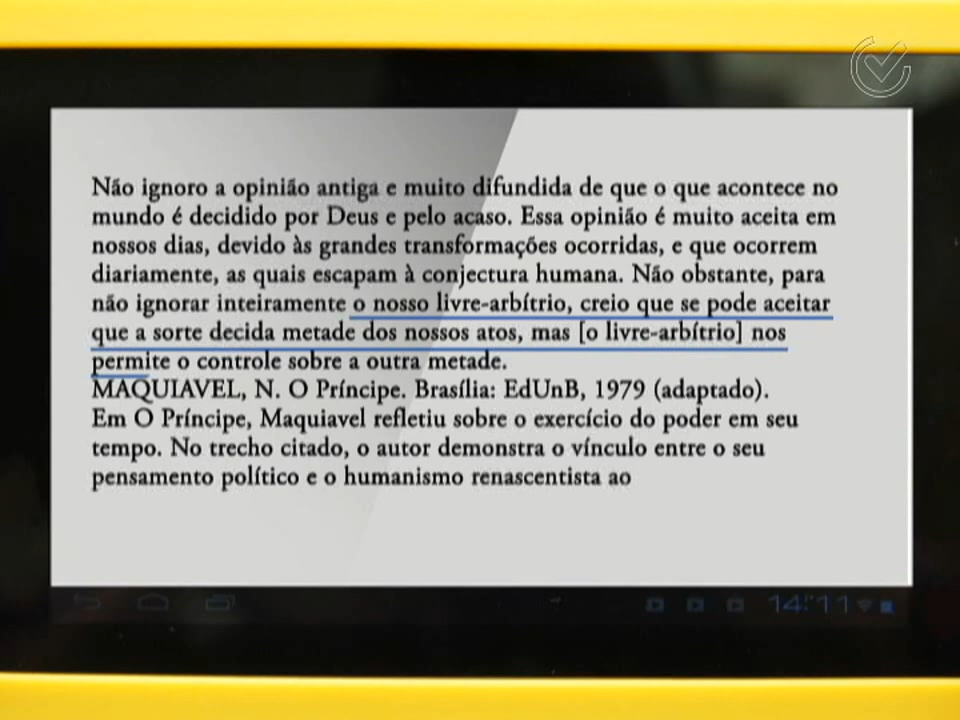 Não ignoro a opinião antiga e muito difundida de que o que acontece no
mundo é decidido por Deus e pelo acaso. Essa opinião é muito aceita em
nossos dias, devido às grandes transformações ocorridas, e que ocorrem
diariamente, as quais escapam à conjectura humana. Não obstante, para
não ignorar inteiramente o nosso livre-arbítrio, creio que se pode aceitar
que a sorte decida metade dos nossos atos, mas [o livre-arbítrio] nos
permite o controle sobre a outra metade.
MAQUIAVEL, N. O Príncipe. Brasília: EdUnB, 1979 (adaptado).
Em O Príncipe, Maquiavel refletiu sobre o exercício do poder em seu
tempo. No trecho citado, o autor demonstra o vínculo entre o seu
pensamento político e o humanismo renascentista ao
14:11